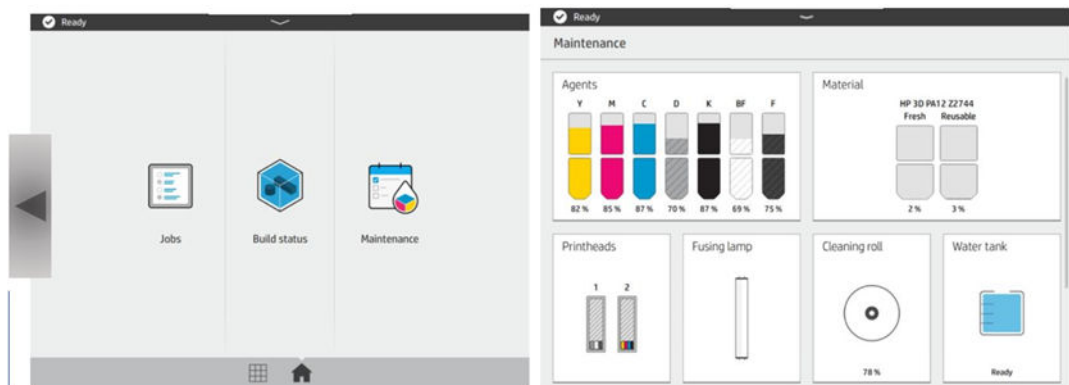 Ready
Jobs
Build status
Maintenance
Ready
Maintenance
Agents
Y M C D K BF F
82 % 85 % 87 % 70 % 87 % 69 % 75 %
Material
HP 3D PA12 Z2744
Fresh Reusable
2 % 3 %
Printheads
1 2
Fusing lamp
Cleaning roll
78 %
Water tank
Ready